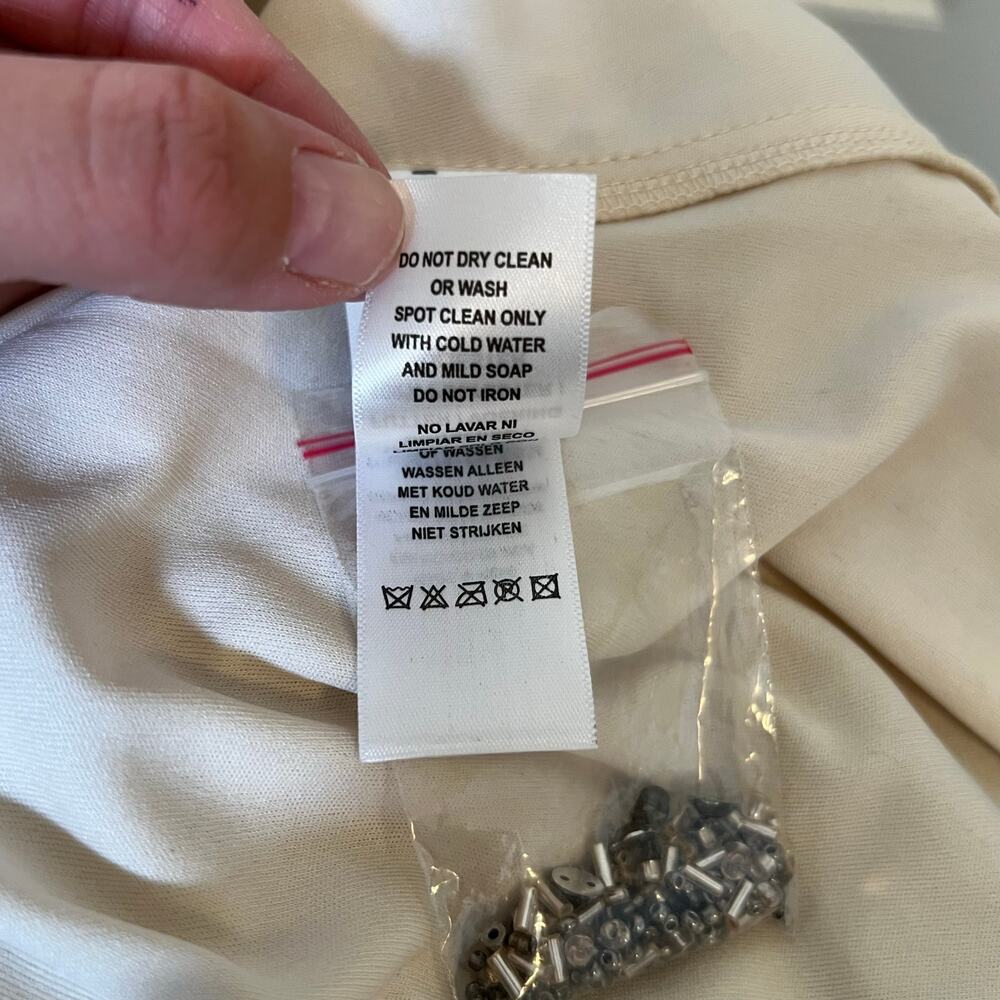 DO NOT DRY CLEAN
OR WASH
SPOT CLEAN ONLY
WITH COLD WATER
AND MILD SOAP
DO NOT IRON
NO LAVAR NI
LIMPIAR EN SECO
OF WASSEN
WASSEN ALLEEN
MET KOUD WATER
EN MILDE ZEEP
NIET STRIJKEN